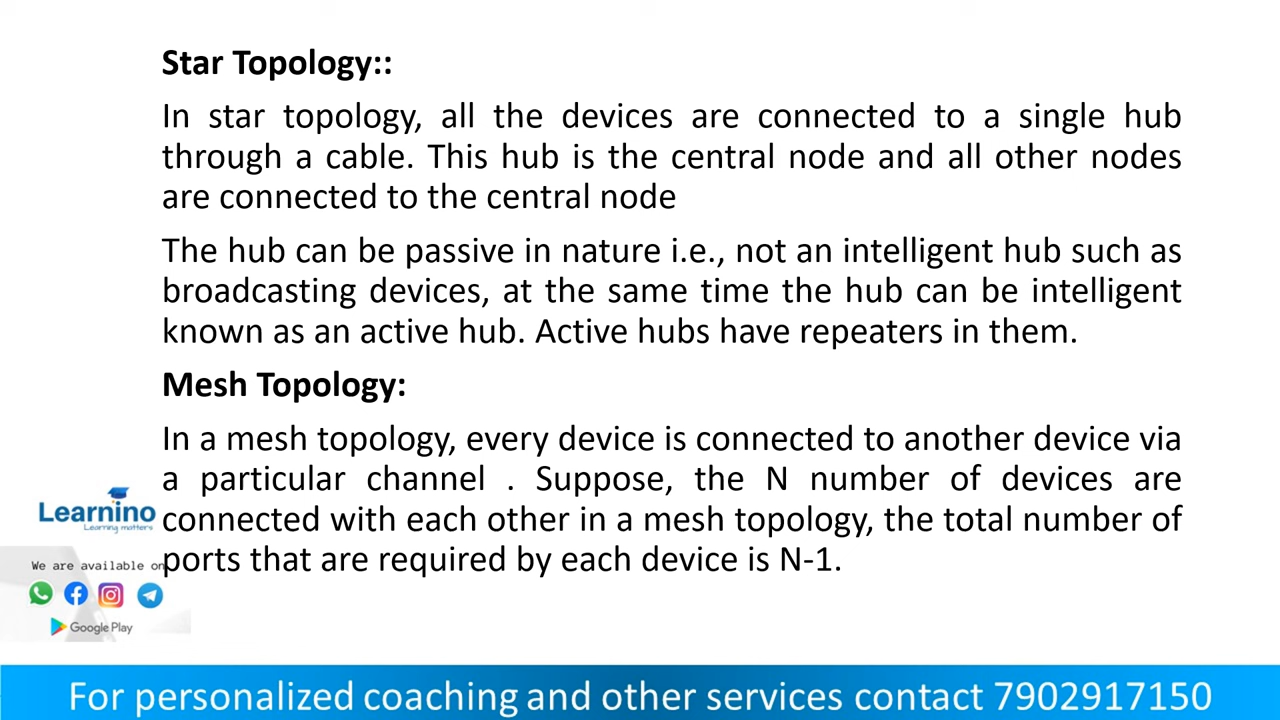 Star Topology::
In star topology, all the devices are connected to a single hub
through a cable. This hub is the central node and all other nodes
are connected to the central node
The hub can be passive in nature i.e., not an intelligent hub such as
broadcasting devices, at the same time the hub can be intelligent
known as an active hub. Active hubs have repeaters in them.
Mesh Topology:
In a mesh topology, every device is connected to another device via
a particular channel . Suppose, the N number of devices are
connected with each other in a mesh topology, the total number of
ports that are required by each device is N-1.
Learnino
Learning matters
We are available on
Google Play
For personalized coaching and other services contact 7902917150